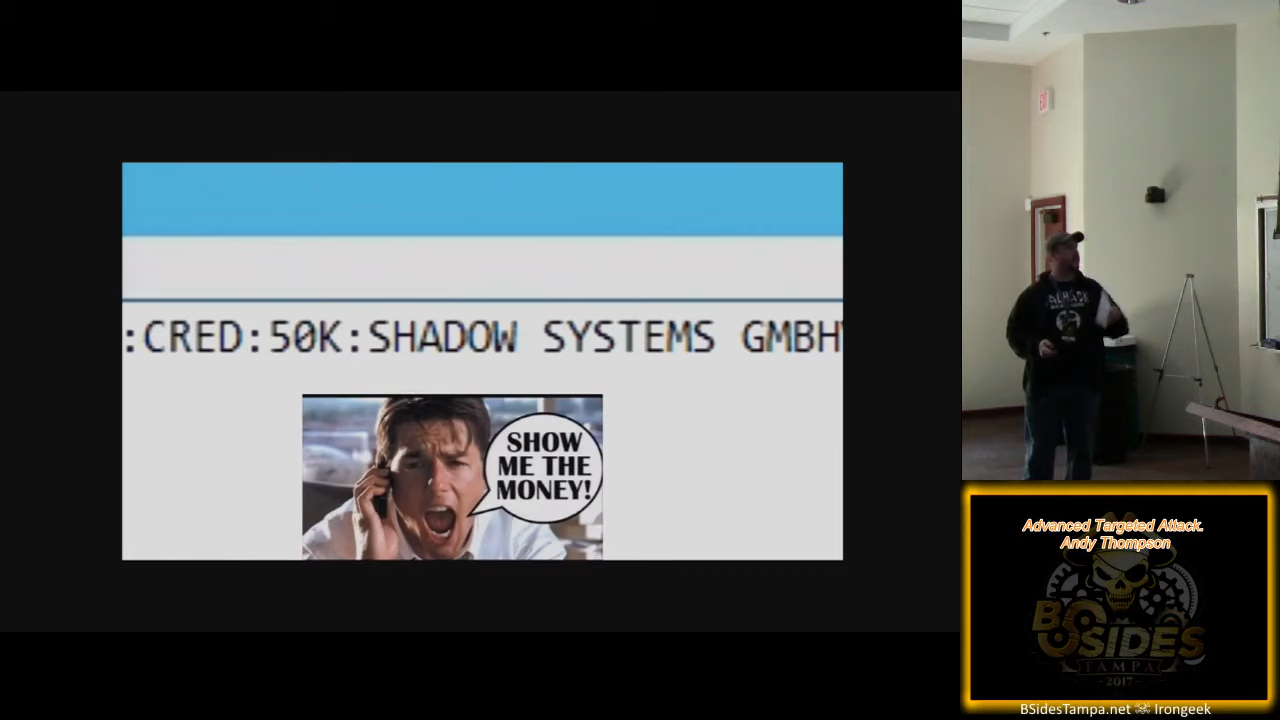 :CRED:50K:SHADOW SYSTEMS GMBH
SHOW
ME THE
MONEY!
EXIT
Advanced Targeted Attack.
Andy Thompson
BSIDES
TAMPA
2017
BSidesTampa.net Irongeek